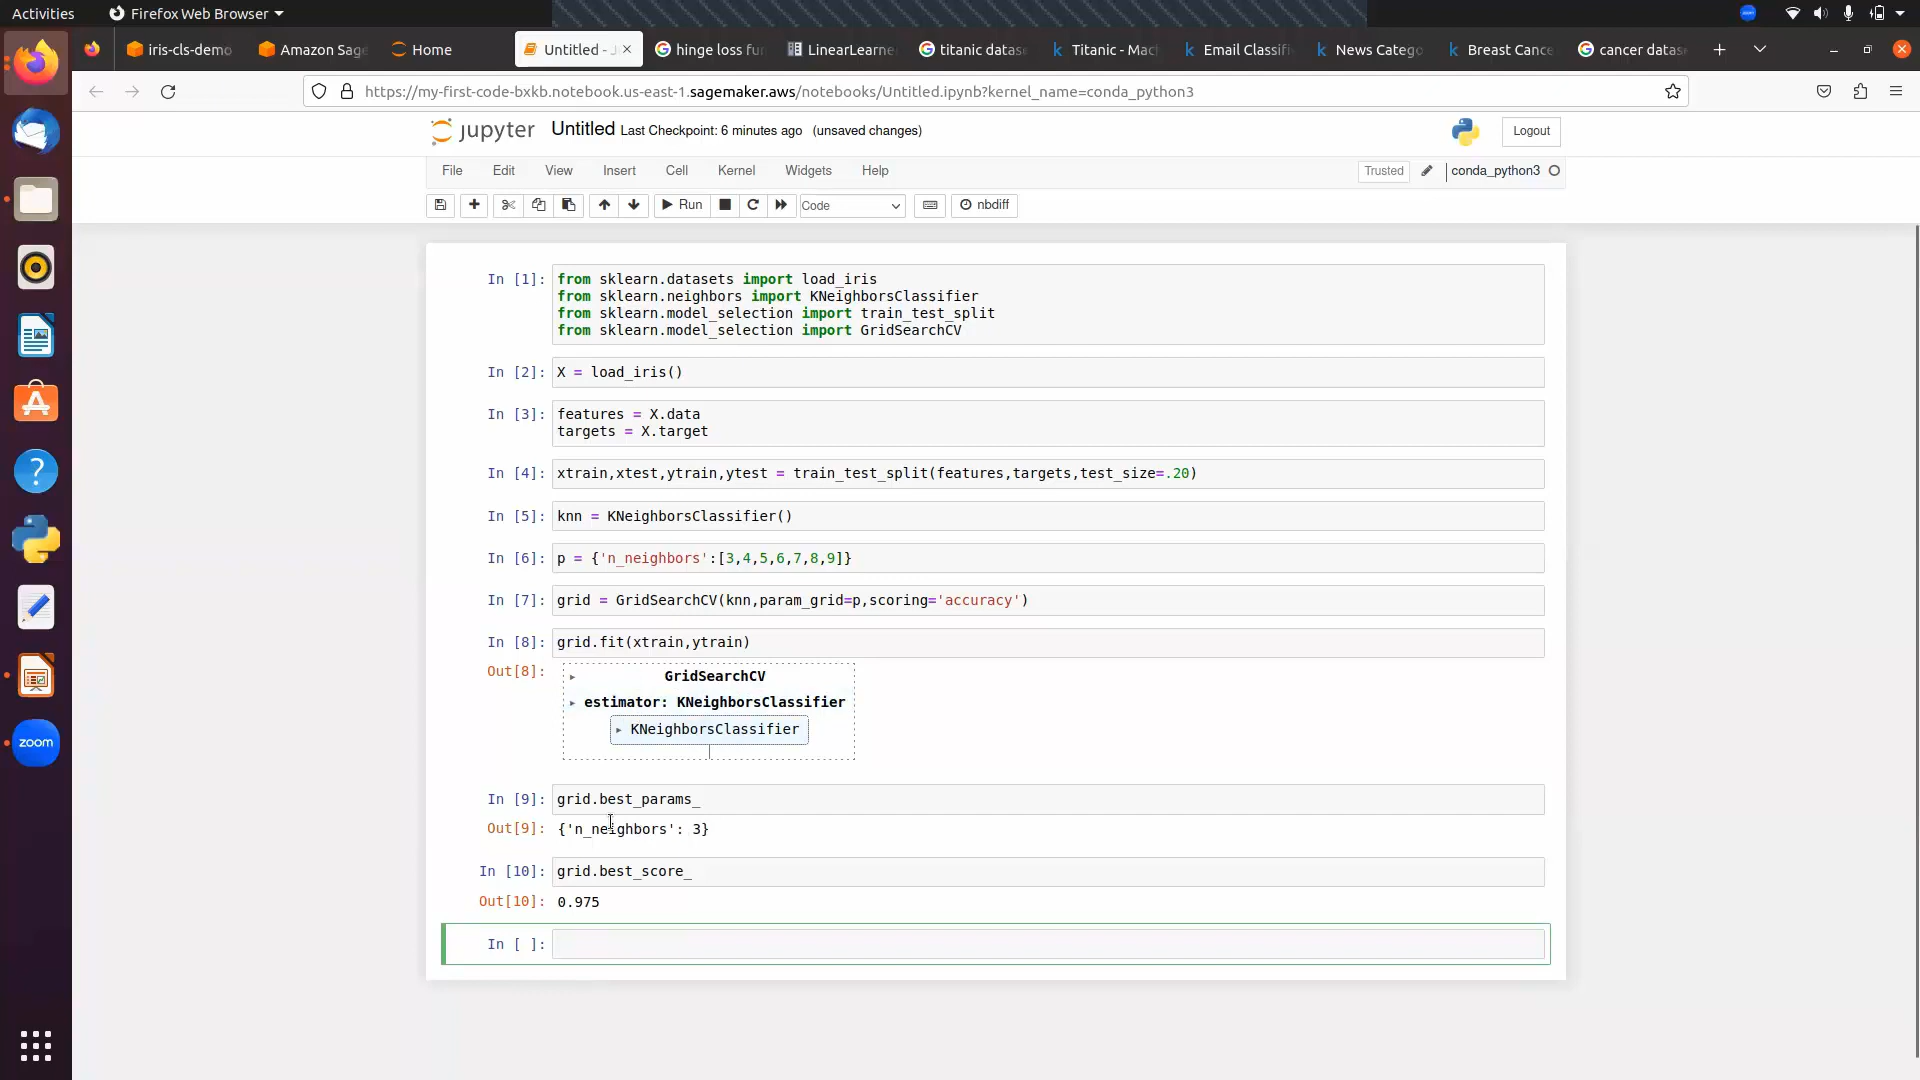 Activities
Firefox Web Browser
iris-cls-demo
Amazon Sag
Home
Untitled - J
hinge loss fu
LinearLearne
titanic datas
Titanic - Mac
Email Classifi
News Catego
Breast Cance
cancer datas
https://my-first-code-bxkb.notebook.us-east-1.sagemaker.aws/notebooks/Untitled.ipynb?kernel_name=conda_python3
jupyter
Untitled Last Checkpoint: 6 minutes ago (unsaved changes)
Logout
File Edit View Insert Cell Kernel Widgets Help
Trusted
conda_python3
Run
Code
nbdiff
In [1]: from sklearn.datasets import load_iris
from sklearn.neighbors import KNeighborsClassifier
from sklearn.model_selection import train_test_split
from sklearn.model_selection import GridSearchCV
In [2]: X = load_iris()
In [3]: features = X.data
targets = X.target
In [4]: xtrain,xtest,ytrain,ytest = train_test_split(features,targets,test_size=.20)
In [5]: knn = KNeighborsClassifier()
In [6]: p = {'n_neighbors':[3,4,5,6,7,8,9]}
In [7]: grid = GridSearchCV(knn,param_grid=p,scoring='accuracy')
In [8]: grid.fit(xtrain,ytrain)
Out[8]: GridSearchCV
estimator: KNeighborsClassifier
KNeighborsClassifier
In [9]: grid.best_params_
Out[9]: {'n_neighbors': 3}
In [10]: grid.best_score_
Out[10]: 0.975
In [ ]:
zoom